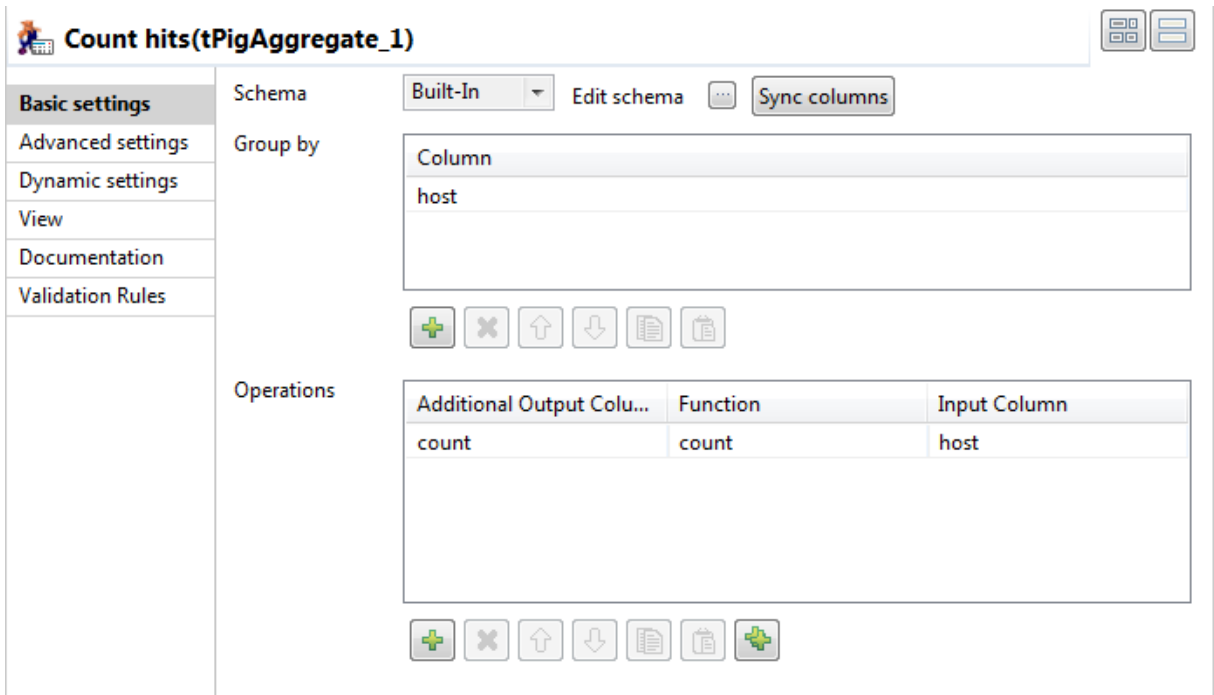 Count hits(tPigAggregate_1)
Basic settings
Advanced settings
Dynamic settings
View
Documentation
Validation Rules
Schema
Built-In
Edit schema
Sync columns
Group by
Column
host
Operations
Additional Output Colu... Function Input Column
count count host